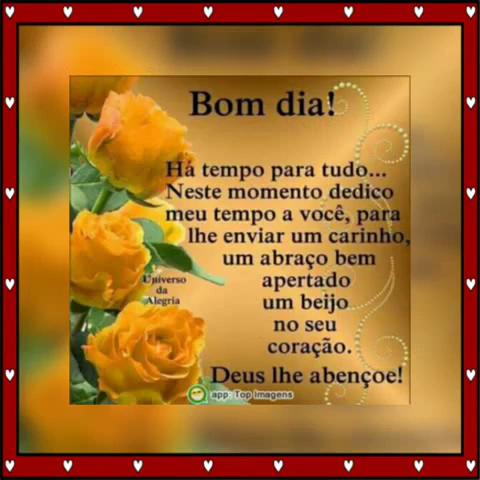 Bom dia!
Há tempo para tudo...
Neste momento dedico
meu tempo a você, para
lhe enviar um carinho,
um abraço bem
apertado
um beijo
no seu
coração.
Deus lhe abençoe!
Universo
da
Alegria
app: Top Imagens